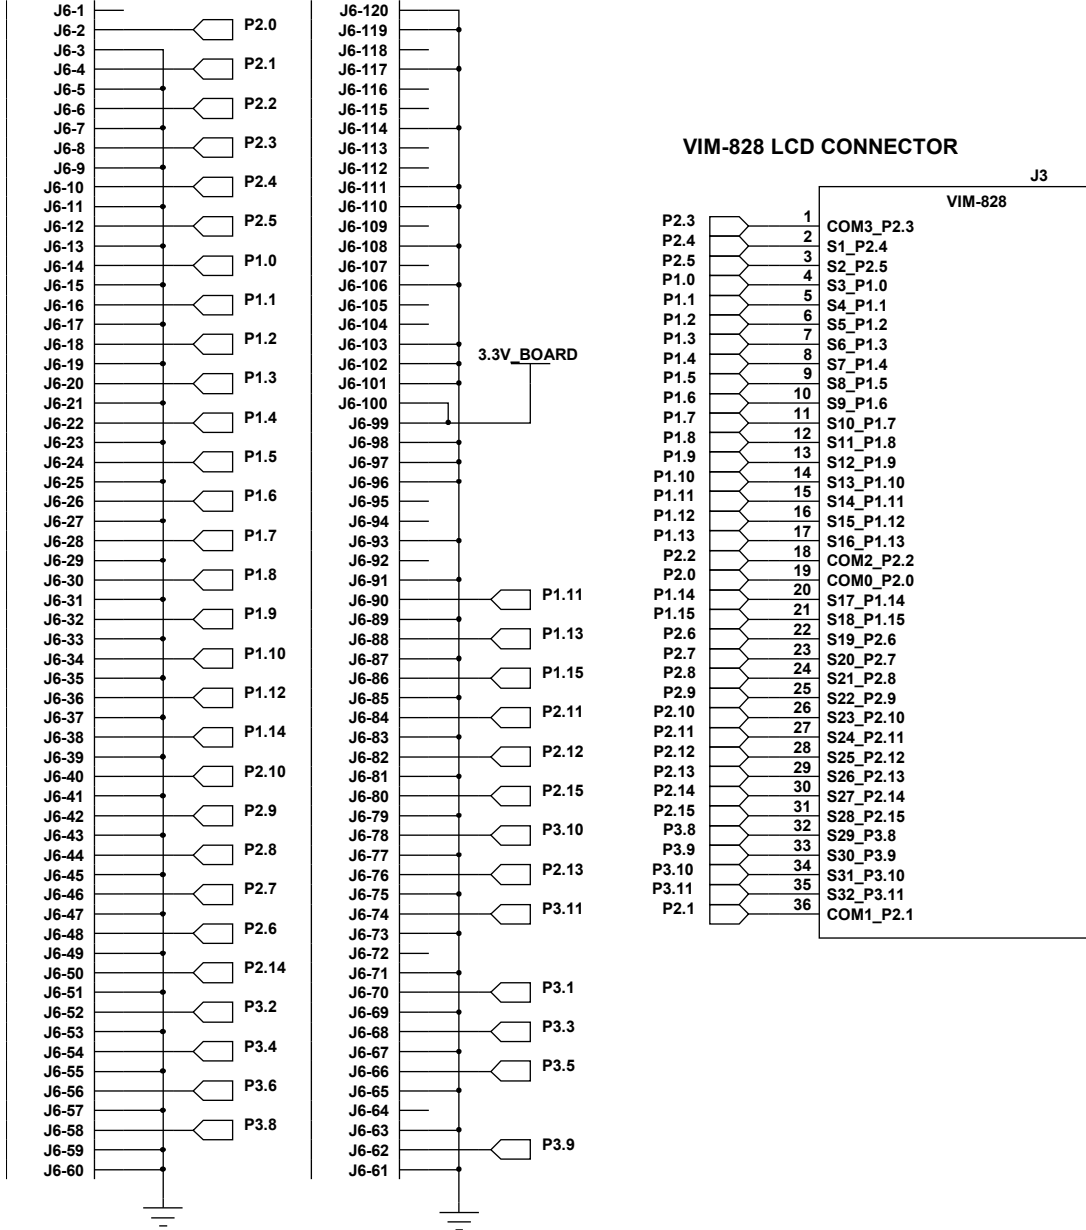 J6-1
J6-2 P2.0
J6-3
J6-4 P2.1
J6-5
J6-6 P2.2
J6-7
J6-8 P2.3
J6-9
J6-10 P2.4
J6-11
J6-12 P2.5
J6-13
J6-14 P1.0
J6-15
J6-16 P1.1
J6-17
J6-18 P1.2
J6-19
J6-20 P1.3
J6-21
J6-22 P1.4
J6-23
J6-24 P1.5
J6-25
J6-26 P1.6
J6-27
J6-28 P1.7
J6-29
J6-30 P1.8
J6-31
J6-32 P1.9
J6-33
J6-34 P1.10
J6-35
J6-36 P1.12
J6-37
J6-38 P1.14
J6-39
J6-40 P2.10
J6-41
J6-42 P2.9
J6-43
J6-44 P2.8
J6-45
J6-46 P2.7
J6-47
J6-48 P2.6
J6-49
J6-50 P2.14
J6-51
J6-52 P3.2
J6-53
J6-54 P3.4
J6-55
J6-56 P3.6
J6-57
J6-58 P3.8
J6-59
J6-60
J6-120
J6-119
J6-118
J6-117
J6-116
J6-115
J6-114
J6-113
J6-112
J6-111
J6-110
J6-109
J6-108
J6-107
J6-106
J6-105
J6-104
J6-103
3.3V_BOARD
J6-102
J6-101
J6-100
J6-99
J6-98
J6-97
J6-96
J6-95
J6-94
J6-93
J6-92
J6-91
J6-90 P1.11
J6-89
J6-88 P1.13
J6-87
J6-86 P1.15
J6-85
J6-84 P2.11
J6-83
J6-82 P2.12
J6-81
J6-80 P2.15
J6-79
J6-78 P3.10
J6-77
J6-76 P2.13
J6-75
J6-74 P3.11
J6-73
J6-72
J6-71
J6-70 P3.1
J6-69
J6-68 P3.3
J6-67
J6-66 P3.5
J6-65
J6-64
J6-63
J6-62 P3.9
J6-61
VIM-828 LCD CONNECTOR
J3
VIM-828
P2.3 1 COM3_P2.3
P2.4 2 S1_P2.4
P2.5 3 S2_P2.5
P1.0 4 S3_P1.0
P1.1 5 S4_P1.1
P1.2 6 S5_P1.2
P1.3 7 S6_P1.3
P1.4 8 S7_P1.4
P1.5 9 S8_P1.5
P1.6 10 S9_P1.6
P1.7 11 S10_P1.7
P1.8 12 S11_P1.8
P1.9 13 S12_P1.9
P1.10 14 S13_P1.10
P1.11 15 S14_P1.11
P1.12 16 S15_P1.12
P1.13 17 S16_P1.13
P2.2 18 COM2_P2.2
P2.0 19 COM0_P2.0
P1.14 20 S17_P1.14
P1.15 21 S18_P1.15
P2.6 22 S19_P2.6
P2.7 23 S20_P2.7
P2.8 24 S21_P2.8
P2.9 25 S22_P2.9
P2.10 26 S23_P2.10
P2.11 27 S24_P2.11
P2.12 28 S25_P2.12
P2.13 29 S26_P2.13
P2.14 30 S27_P2.14
P2.15 31 S28_P2.15
P3.8 32 S29_P3.8
P3.9 33 S30_P3.9
P3.10 34 S31_P3.10
P3.11 35 S32_P3.11
P2.1 36 COM1_P2.1